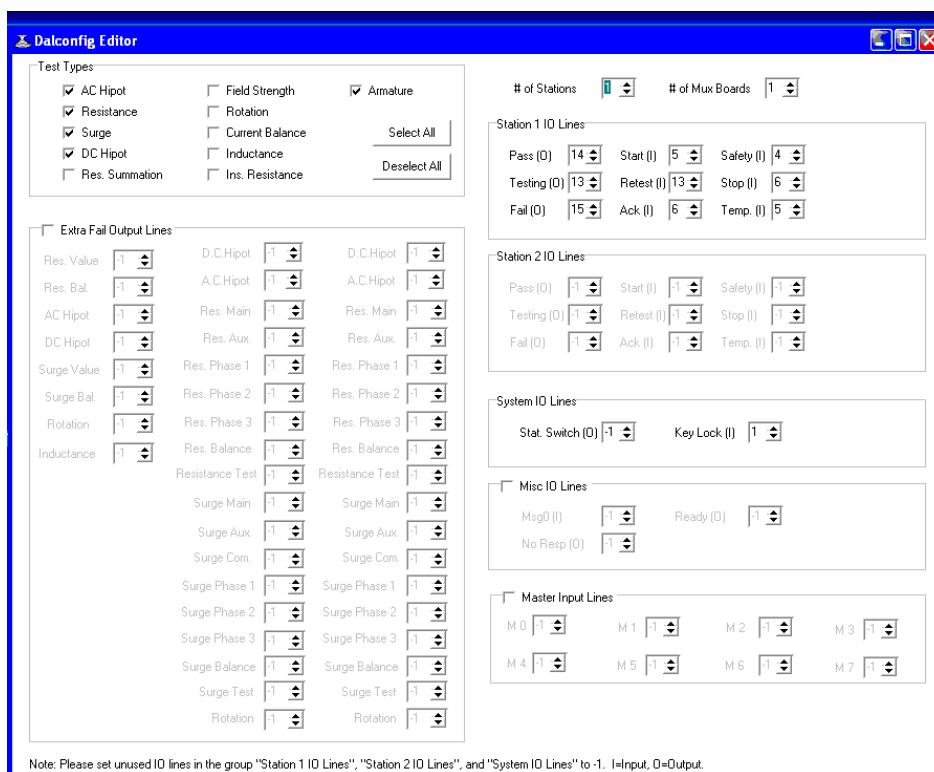 Dalconfig Editor
Test Types
AC Hipot
Field Strength
Armature
Resistance
Rotation
Surge
Current Balance
Select All
DC Hipot
Inductance
Deselect All
Res. Summation
Ins. Resistance
# of Stations 1 # of Mux Boards 1
Station 1 IO Lines
Pass (O) 14 Start (I) 5 Safety (I) 4
Testing (O) 13 Retest (I) 13 Stop (I) 6
Fail (O) 15 Ack (I) 6 Temp. (I) 5
Extra Fail Output Lines
Res. Value -1
Res. Bal. -1
AC Hipot -1
DC Hipot -1
Surge Value -1
Surge Bal. -1
Rotation -1
Inductance -1
D.C.Hipot -1 D.C.Hipot -1
A.C.Hipot -1 A.C.Hipot -1
Res. Main -1 Res. Main -1
Res. Aux. -1 Res. Aux. -1
Res. Phase 1 -1 Res. Phase 1 -1
Res. Phase 2 -1 Res. Phase 2 -1
Res. Phase 3 -1 Res. Phase 3 -1
Res. Balance -1 Res. Balance -1
Resistance Test -1 Resistance Test -1
Surge Main -1 Surge Main -1
Surge Aux. -1 Surge Aux. -1
Surge Com. -1 Surge Com. -1
Surge Phase 1 -1 Surge Phase 1 -1
Surge Phase 2 -1 Surge Phase 2 -1
Surge Phase 3 -1 Surge Phase 3 -1
Surge Balance -1 Surge Balance -1
Surge Test -1 Surge Test -1
Rotation -1 Rotation -1
Station 2 IO Lines
Pass (O) -1 Start (I) -1 Safety (I) -1
Testing (O) -1 Retest (I) -1 Stop (I) -1
Fail (O) -1 Ack (I) -1 Temp. (I) -1
System IO Lines
Stat. Switch (O) -1 Key Lock (I) 1
Misc IO Lines
Msg0 (I) -1 Ready (O) -1
No Resp (O) -1
Master Input Lines
M 0 -1 M 1 -1 M 2 -1 M 3 -1
M 4 -1 M 5 -1 M 6 -1 M 7 -1
Note: Please set unused IO lines in the group "Station 1 IO Lines", "Station 2 IO Lines", and "System IO Lines" to -1. I=Input, O=Output.